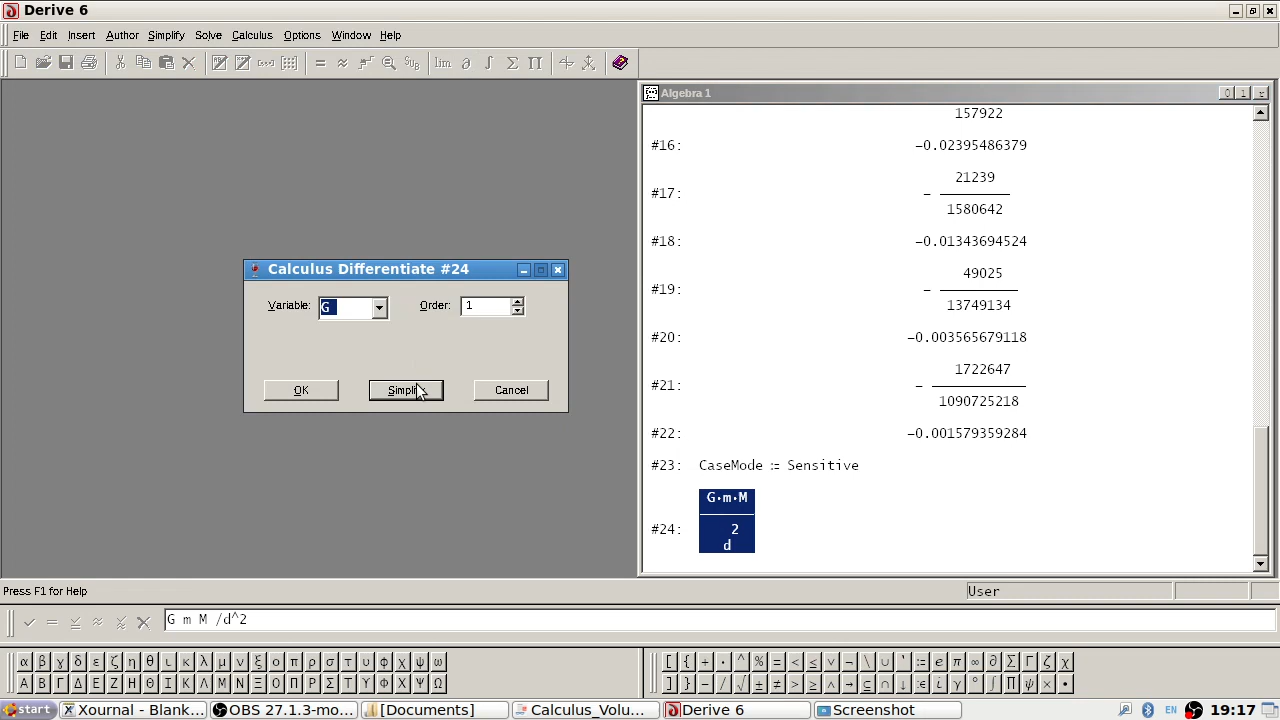 Derive 6
File Edit Insert Author Simplify Solve Calculus Options Window Help
lim ∂ ∫ ∑ ∏
Algebra 1
157922
#16: -0.02395486379
#17: - 21239
1580642
#18: -0.01343694524
#19: - 49025
13749134
#20: -0.003565679118
#21: - 1722647
1090725218
#22: -0.001579359284
#23: CaseMode ≔ Sensitive
G·m·M
#24: 2
d
Calculus Differentiate #24
Variable: G Order: 1
OK Simplify Cancel
Press F1 for Help
User
G m M /d^2
α β γ δ ε ζ η θ ι κ λ μ ν ξ ο π ρ σ τ υ φ χ ψ ω
Α Β Γ Δ Ε Ζ Η Θ Ι Κ Λ Μ Ν Ξ Ο Π Ρ Σ Τ Υ Φ Χ Ψ Ω
start Xournal - Blank... OBS 27.1.3-mo... [Documents] Calculus_Volu... Derive 6 Screenshot EN 19:17